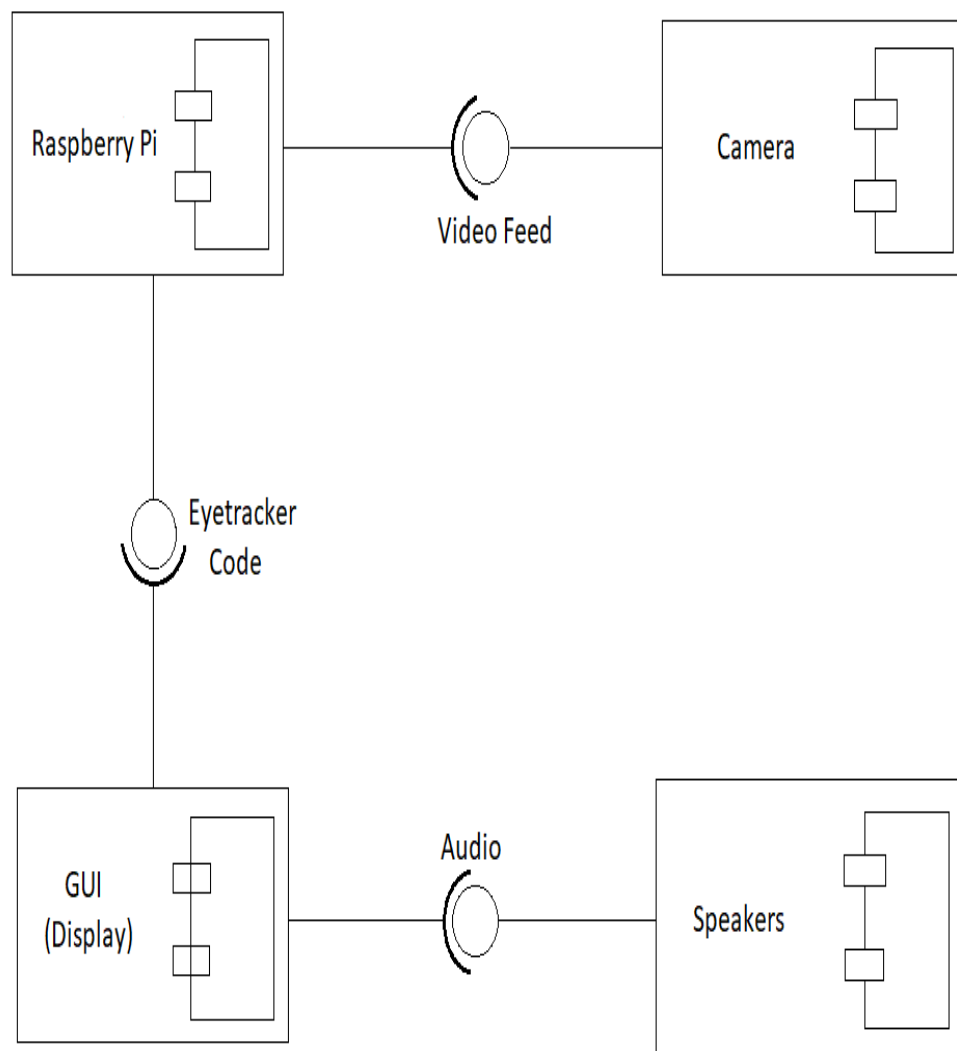 Raspberry Pi
Camera
Video Feed
Eyetracker
Code
Audio
GUI
(Display)
Speakers